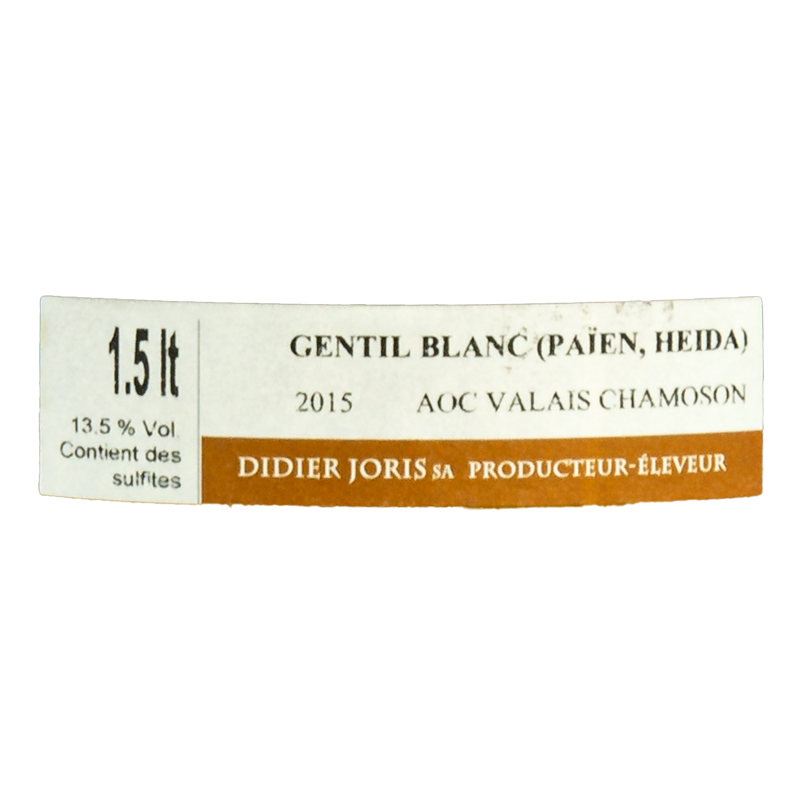 1.5 lt
13.5 % Vol.
Contient des
sulfites
GENTIL BLANC (PAÏEN, HEIDA)
2015 AOC VALAIS CHAMOSON
DIDIER JORIS SA PRODUCTEUR-ÉLEVEUR